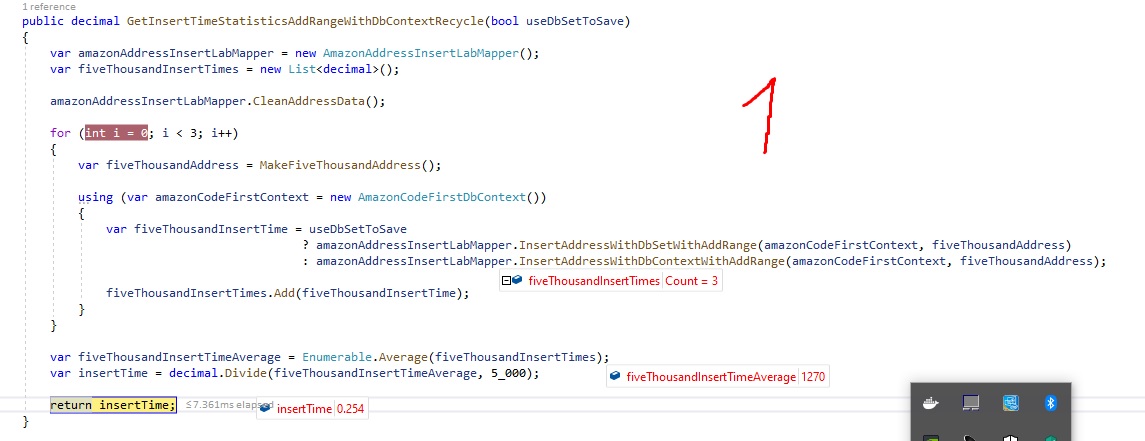 1 reference
public decimal GetInsertTimeStatisticsAddRangeWithDbContextRecycle(bool useDbSetToSave)
{
var amazonAddressInsertLabMapper = new AmazonAddressInsertLabMapper();
var fiveThousandInsertTimes = new List<decimal>();
1
amazonAddressInsertLabMapper.CleanAddressData();
for (int i = 0; i < 3; i++)
{
var fiveThousandAddress = MakeFiveThousandAddress();
using (var amazonCodeFirstContext = new AmazonCodeFirstDbContext())
{
var fiveThousandInsertTime = useDbSetToSave
? amazonAddressInsertLabMapper.InsertAddressWithDbSetWithAddRange(amazonCodeFirstContext, fiveThousandAddress)
: amazonAddressInsertLabMapper.InsertAddressWithDbContextWithAddRange(amazonCodeFirstContext, fiveThousandAddress);
fiveThousandInsertTimes Count = 3
fiveThousandInsertTimes.Add(fiveThousandInsertTime);
}
}
var fiveThousandInsertTimeAverage = Enumerable.Average(fiveThousandInsertTimes);
var insertTime = decimal.Divide(fiveThousandInsertTimeAverage, 5_000); fiveThousandInsertTimeAverage 1270
return insertTime; ≤7.361ms elapsed insertTime 0.254
}